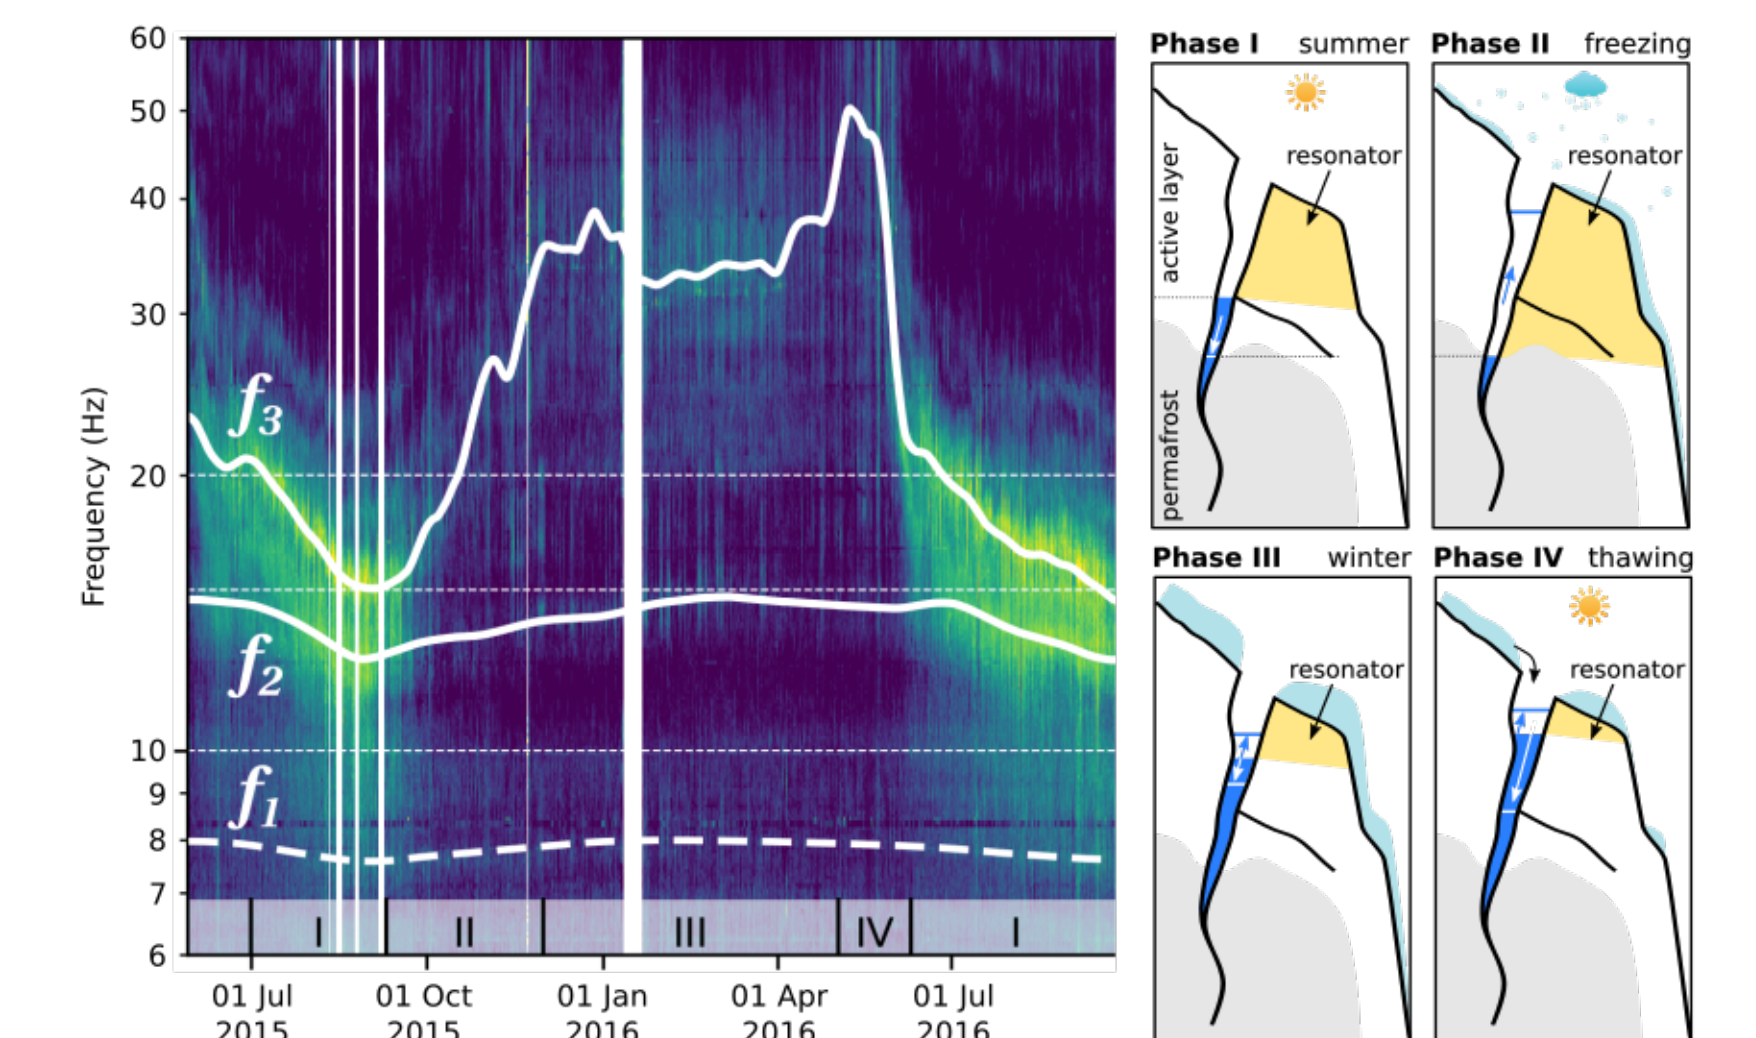 60
50
40
30
20
10
9
8
7
6
Frequency (Hz)
f3
f2
f1
I
II
III
IV
I
01 Jul
2015
01 Oct
2015
01 Jan
2016
01 Apr
2016
01 Jul
2016
Phase I summer
resonator
active layer
permafrost
Phase II freezing
resonator
Phase III winter
resonator
Phase IV thawing
resonator